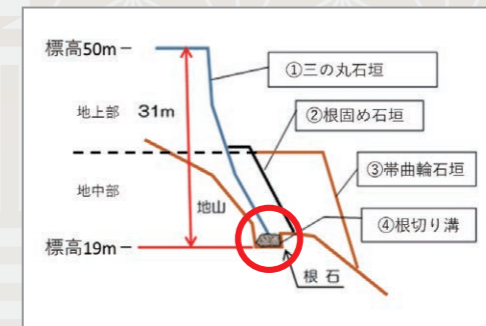 標高50m
①三の丸石垣
地上部
31m
②根固め石垣
③帯曲輪石垣
地中部
地山
④根切り溝
標高19m
根石